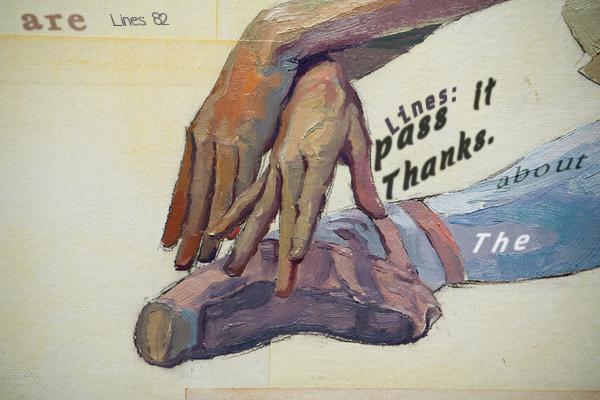 are
Lines 82
Lines:
pass it
Thanks.
about
The